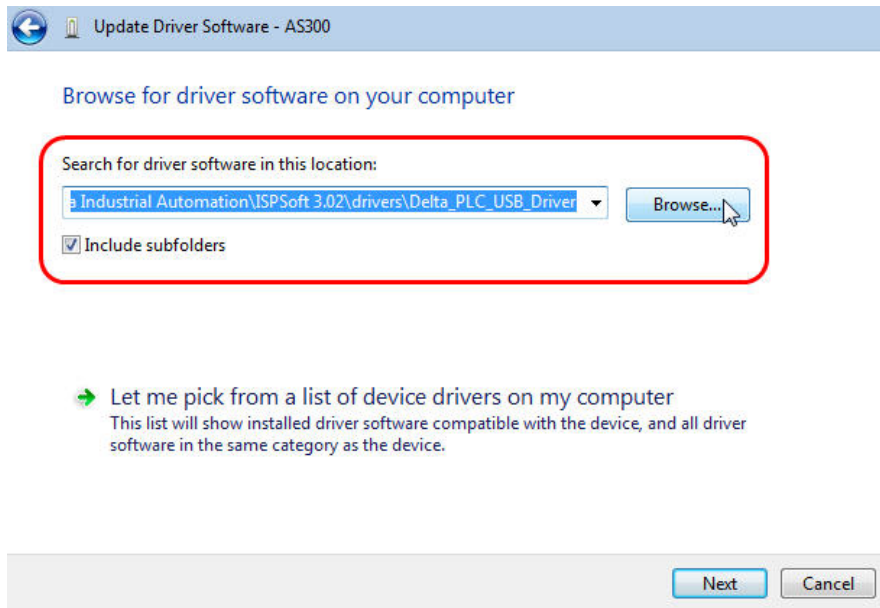 Update Driver Software - AS300
Browse for driver software on your computer
Search for driver software in this location:
a Industrial Automation\ISPSoft 3.02\drivers\Delta_PLC_USB_Driver
Browse...
Include subfolders
Let me pick from a list of device drivers on my computer
This list will show installed driver software compatible with the device, and all driver
software in the same category as the device.
Next
Cancel